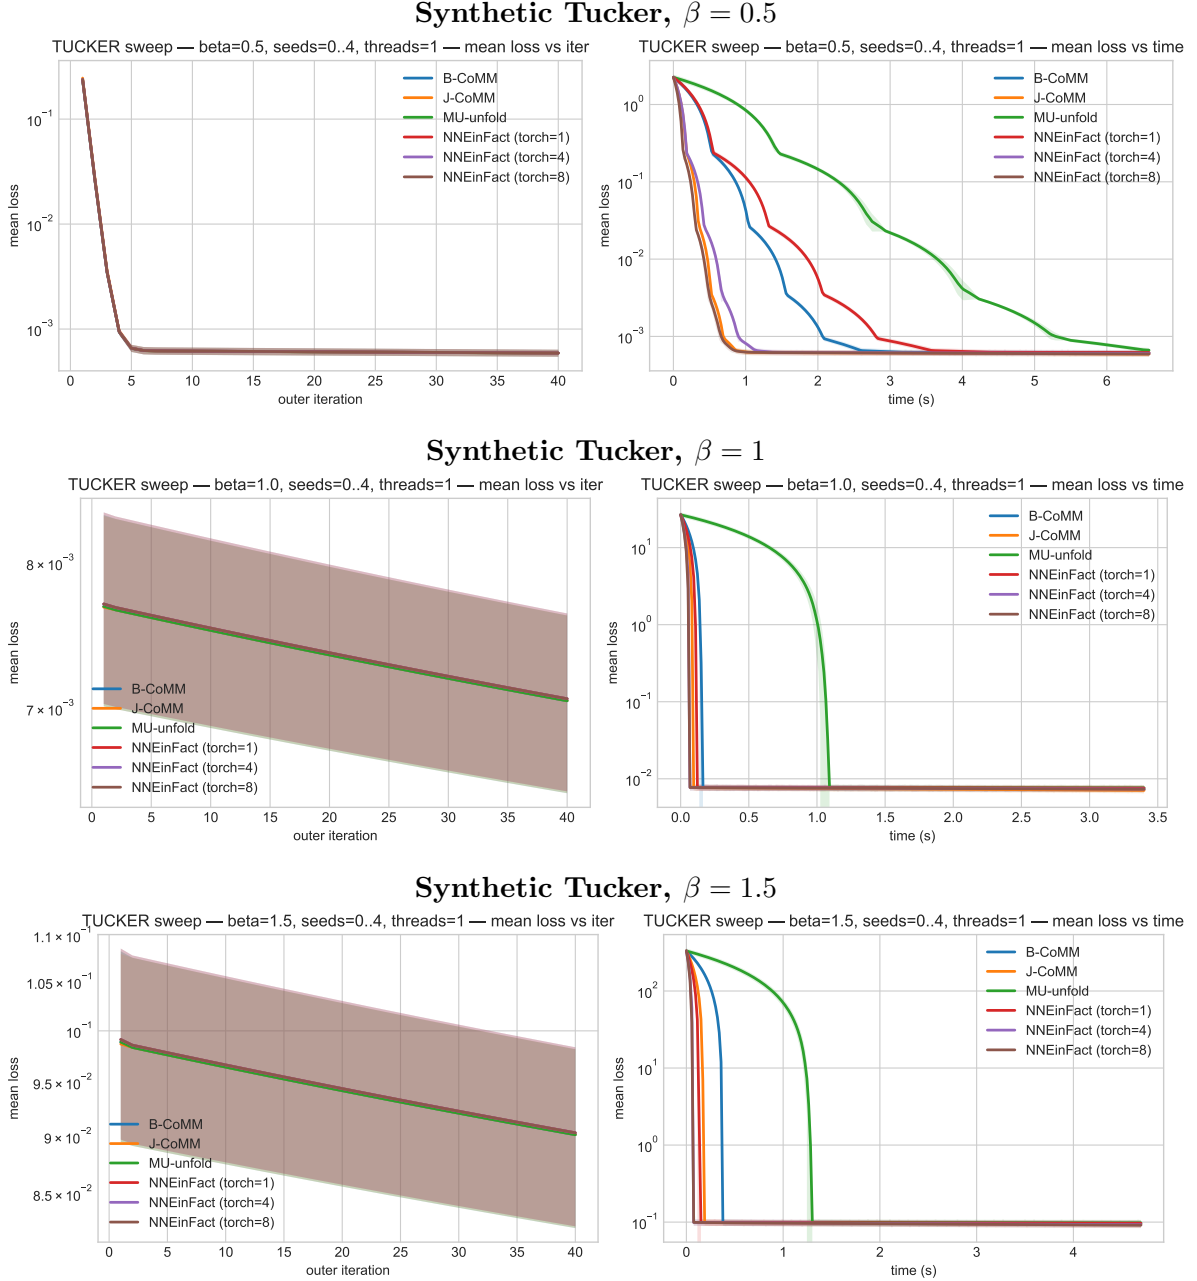 Synthetic Tucker, β = 0.5
TUCKER sweep — beta=0.5, seeds=0..4, threads=1 — mean loss vs iter
mean loss
10⁻¹
10⁻²
10⁻³
B-CoMM
J-CoMM
MU-unfold
NNEinFact (torch=1)
NNEinFact (torch=4)
NNEinFact (torch=8)
0 5 10 15 20 25 30 35 40
outer iteration
TUCKER sweep — beta=0.5, seeds=0..4, threads=1 — mean loss vs time
mean loss
10⁰
10⁻¹
10⁻²
10⁻³
B-CoMM
J-CoMM
MU-unfold
NNEinFact (torch=1)
NNEinFact (torch=4)
NNEinFact (torch=8)
0 1 2 3 4 5 6
time (s)
Synthetic Tucker, β = 1
TUCKER sweep — beta=1.0, seeds=0..4, threads=1 — mean loss vs iter
mean loss
8 × 10⁻³
7 × 10⁻³
B-CoMM
J-CoMM
MU-unfold
NNEinFact (torch=1)
NNEinFact (torch=4)
NNEinFact (torch=8)
0 5 10 15 20 25 30 35 40
outer iteration
TUCKER sweep — beta=1.0, seeds=0..4, threads=1 — mean loss vs time
mean loss
10¹
10⁰
10⁻¹
10⁻²
B-CoMM
J-CoMM
MU-unfold
NNEinFact (torch=1)
NNEinFact (torch=4)
NNEinFact (torch=8)
0.0 0.5 1.0 1.5 2.0 2.5 3.0 3.5
time (s)
Synthetic Tucker, β = 1.5
TUCKER sweep — beta=1.5, seeds=0..4, threads=1 — mean loss vs iter
mean loss
1.1 × 10⁻¹
1.05 × 10⁻¹
10⁻¹
9.5 × 10⁻²
9 × 10⁻²
8.5 × 10⁻²
B-CoMM
J-CoMM
MU-unfold
NNEinFact (torch=1)
NNEinFact (torch=4)
NNEinFact (torch=8)
0 5 10 15 20 25 30 35 40
outer iteration
TUCKER sweep — beta=1.5, seeds=0..4, threads=1 — mean loss vs time
mean loss
10²
10¹
10⁰
10⁻¹
B-CoMM
J-CoMM
MU-unfold
NNEinFact (torch=1)
NNEinFact (torch=4)
NNEinFact (torch=8)
0 1 2 3 4
time (s)